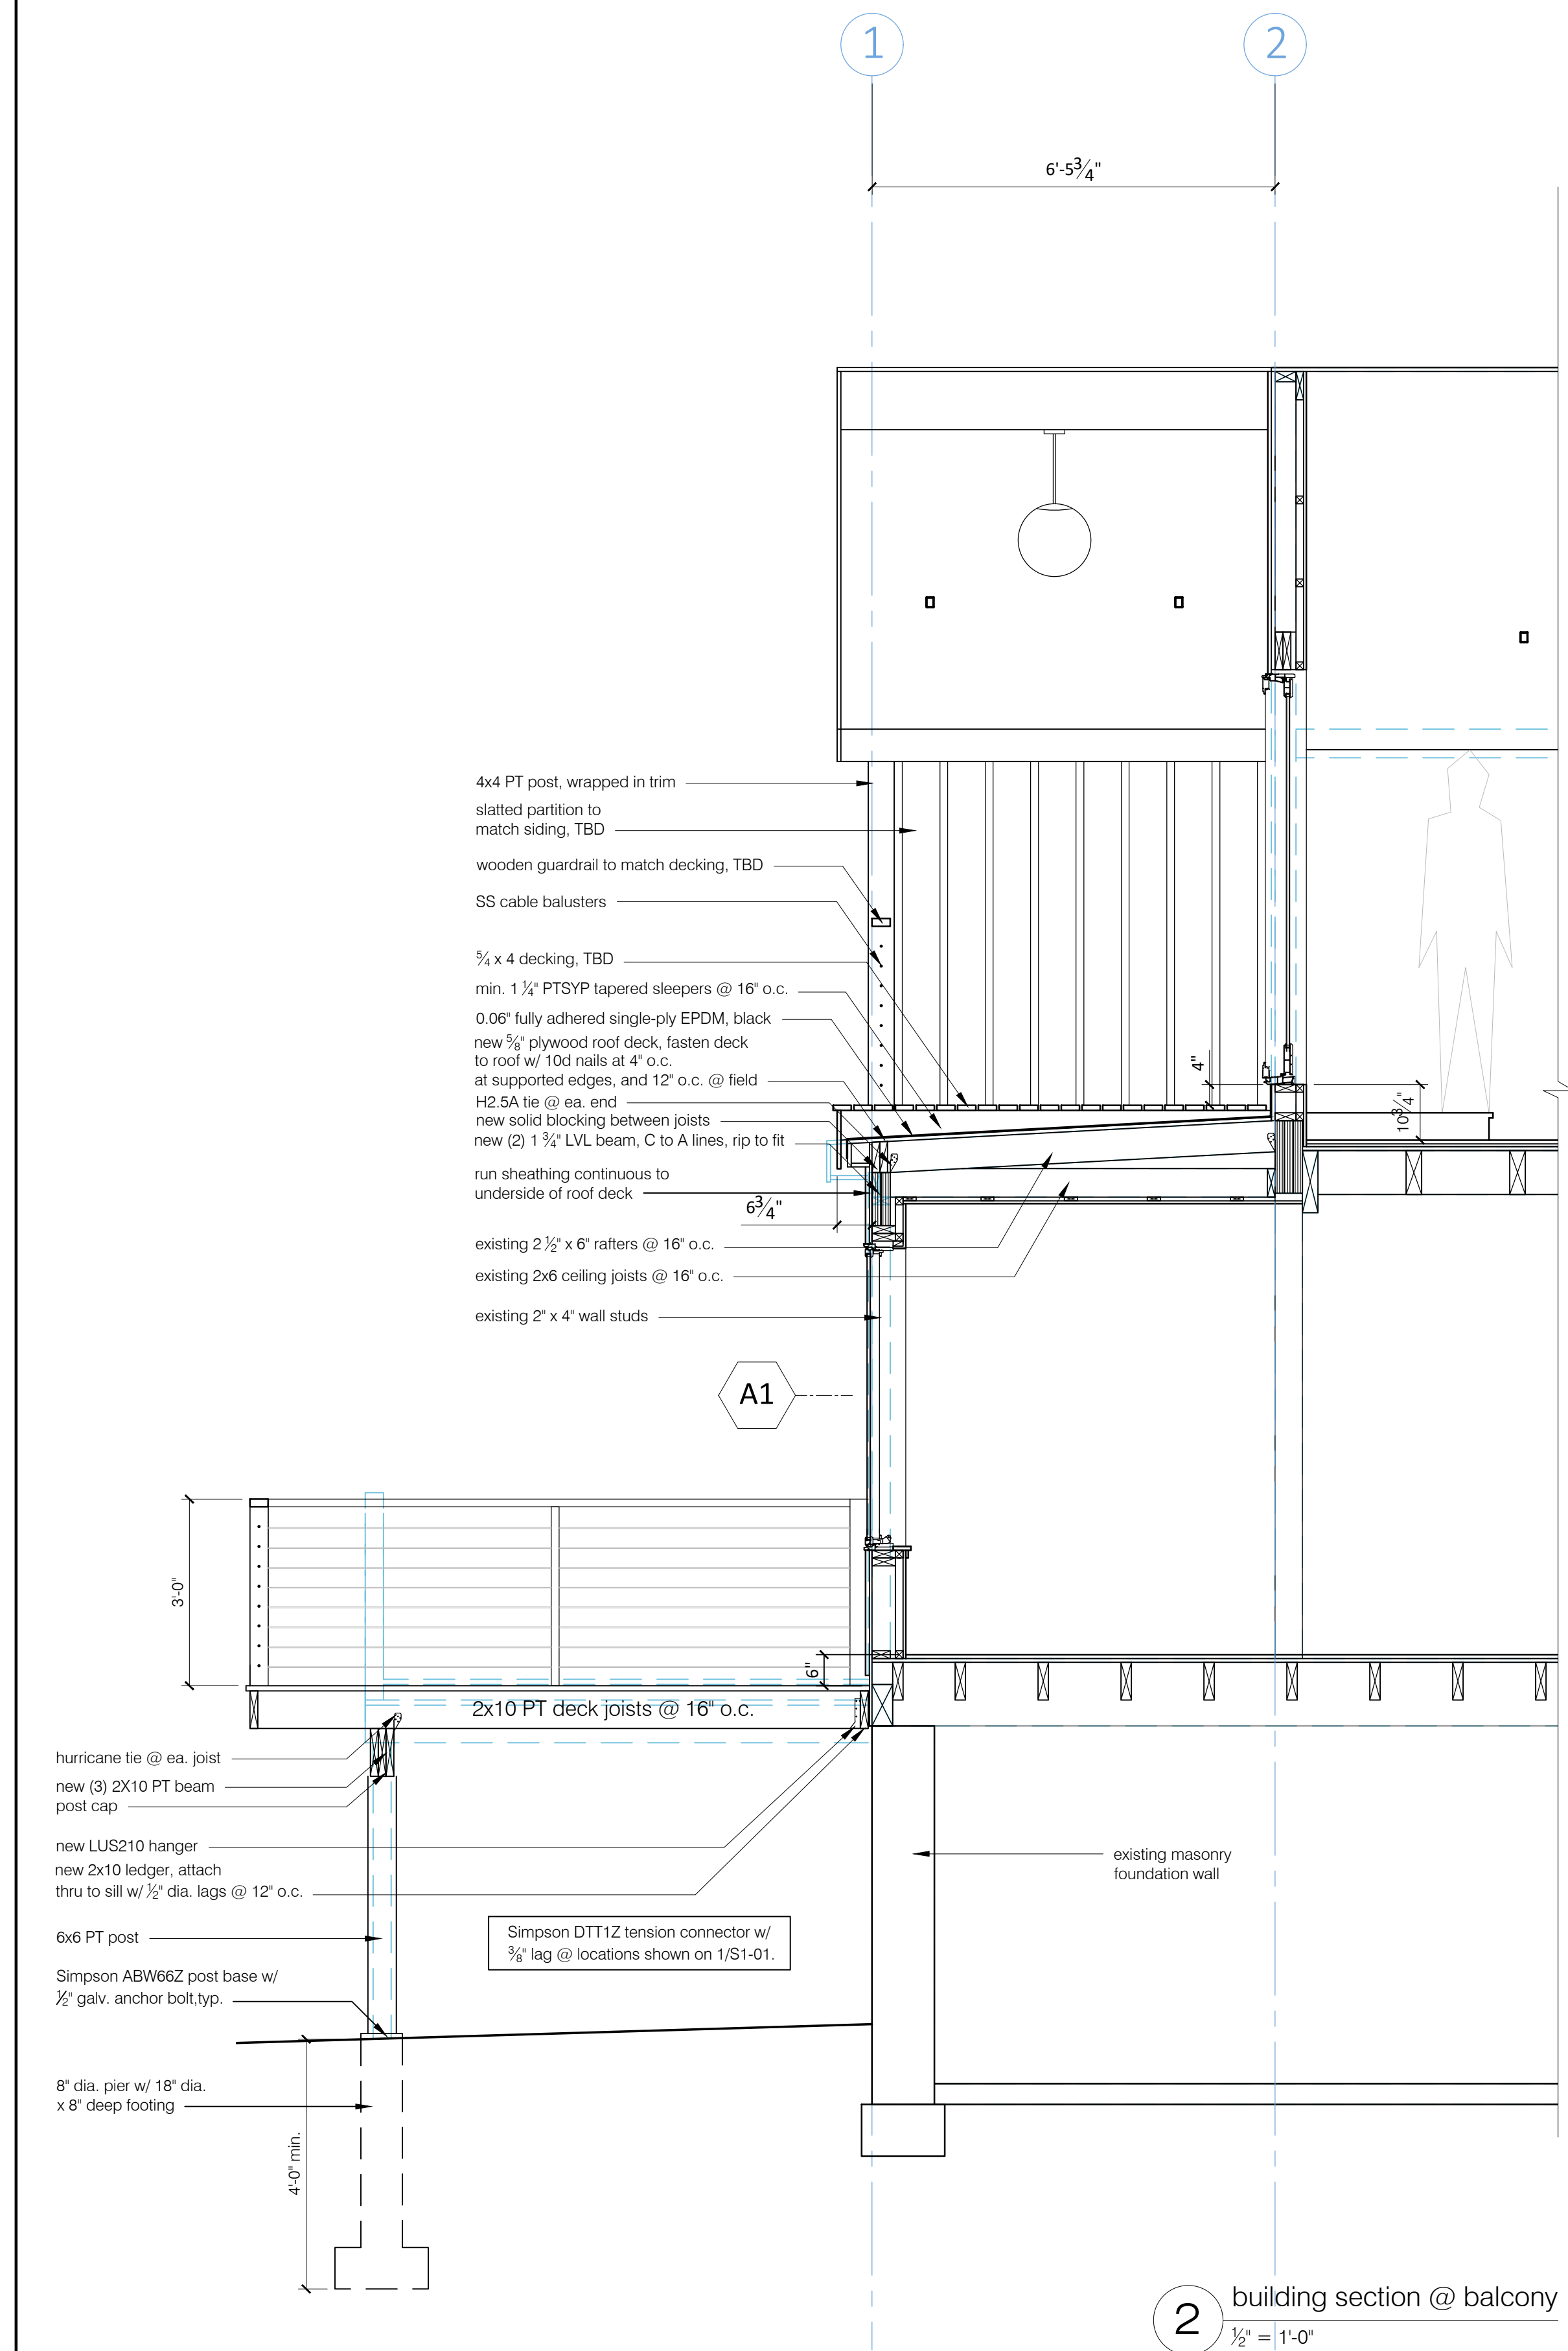 1
2
6'-5 3⁄4"
4x4 PT post, wrapped in trim
slatted partition to
match siding, TBD
wooden guardrail to match decking, TBD
SS cable balusters
5⁄4 x 4 decking, TBD
min. 1 1⁄4" PTSYP tapered sleepers @ 16" o.c.
0.06" fully adhered single-ply EPDM, black
new 5⁄8" plywood roof deck, fasten deck
to roof w/ 10d nails at 4" o.c.
at supported edges, and 12" o.c. @ field
H2.5A tie @ ea. end
new solid blocking between joists
new (2) 1 3⁄4" LVL beam, C to A lines, rip to fit
run sheathing continuous to
underside of roof deck
6 3⁄4"
4"
10 3⁄4"
existing 2 1⁄2" x 6" rafters @ 16" o.c.
existing 2x6 ceiling joists @ 16" o.c.
existing 2" x 4" wall studs
A1
3'-0"
6"
2x10 PT deck joists @ 16" o.c.
hurricane tie @ ea. joist
new (3) 2X10 PT beam
post cap
new LUS210 hanger
new 2x10 ledger, attach
thru to sill w/ 1⁄2" dia. lags @ 12" o.c.
6x6 PT post
Simpson ABW66Z post base w/
1⁄2" galv. anchor bolt,typ.
8" dia. pier w/ 18" dia.
x 8" deep footing
4'-0" min.
Simpson DTT1Z tension connector w/
3⁄8" lag @ locations shown on 1/S1-01.
existing masonry
foundation wall
2
building section @ balcony
1⁄2" = 1'-0"